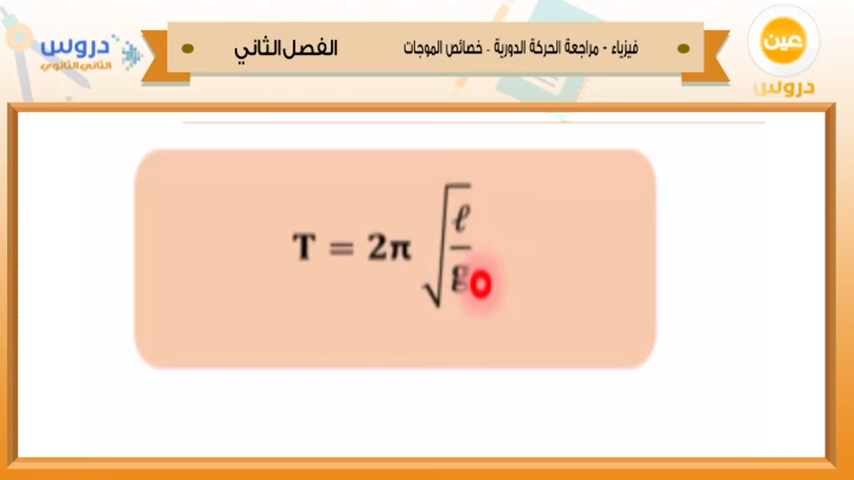 دروس
الثاني الثانوي
الفصل الثاني
فيزياء - مراجعة الحركة الدورية - خصائص الموجات
عين
دروس
T = 2π √(ℓ/g)